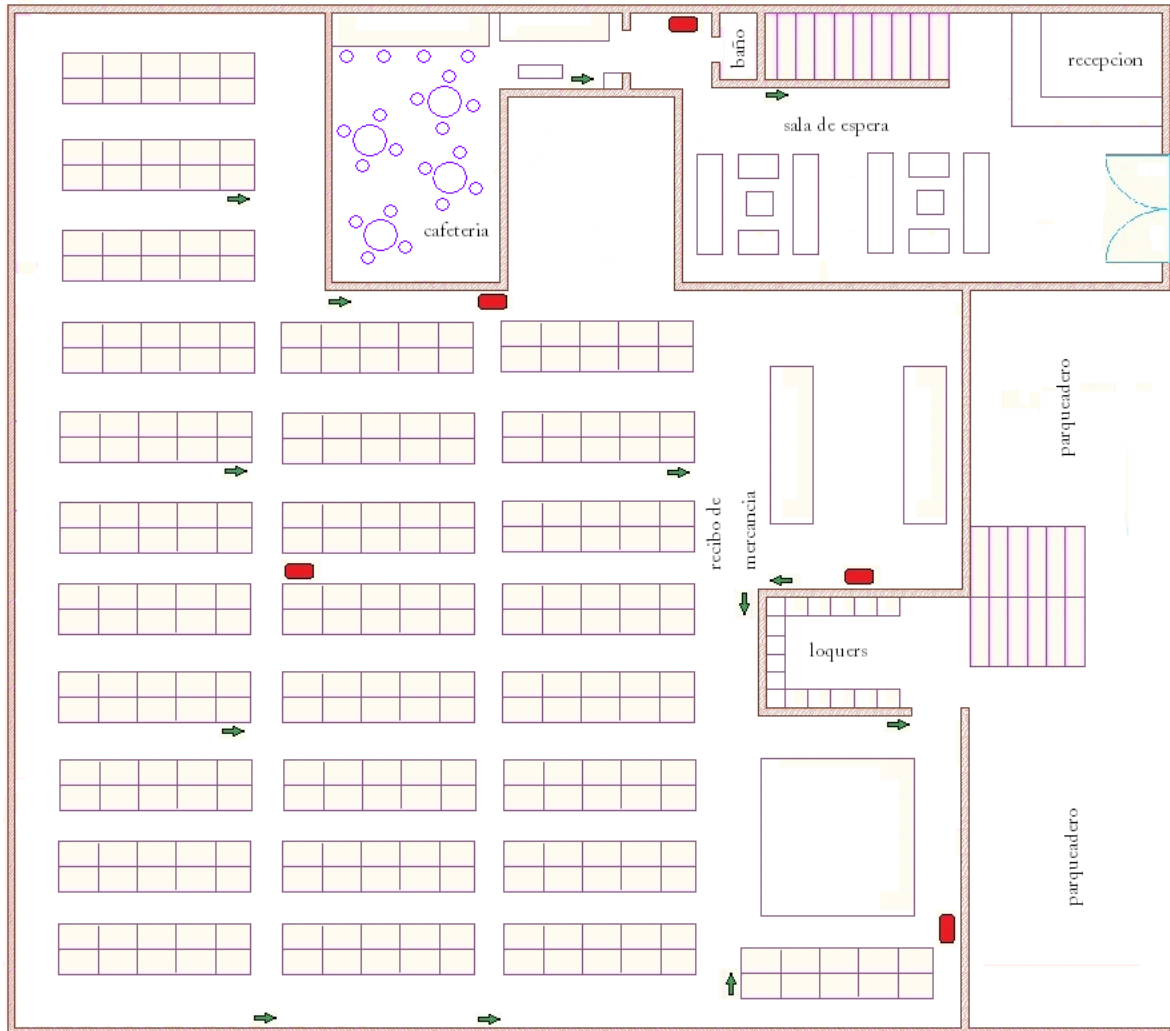 baño
recepcion
sala de espera
cafeteria
parqueadero
recibo de
mercancia
loquers
parqueadero